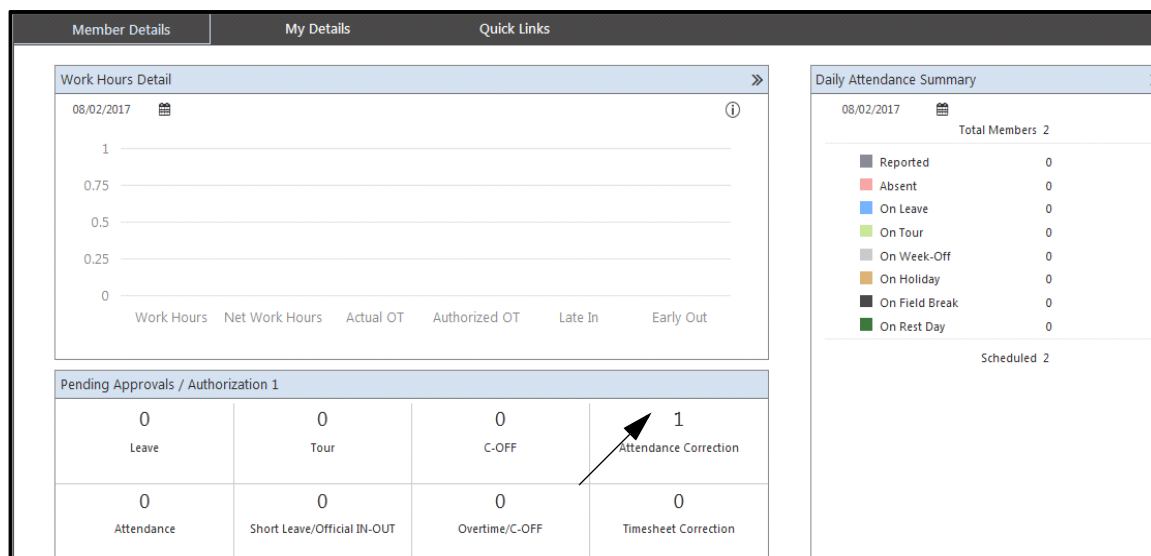 Member Details My Details Quick Links
Work Hours Detail
08/02/2017
1
0.75
0.5
0.25
0
Work Hours Net Work Hours Actual OT Authorized OT Late In Early Out
Daily Attendance Summary
08/02/2017
Total Members 2
Reported 0
Absent 0
On Leave 0
On Tour 0
On Week-Off 0
On Holiday 0
On Field Break 0
On Rest Day 0
Scheduled 2
Pending Approvals / Authorization 1
0 0 0 1
Leave Tour C-OFF Attendance Correction
0 0 0 0
Attendance Short Leave/Official IN-OUT Overtime/C-OFF Timesheet Correction